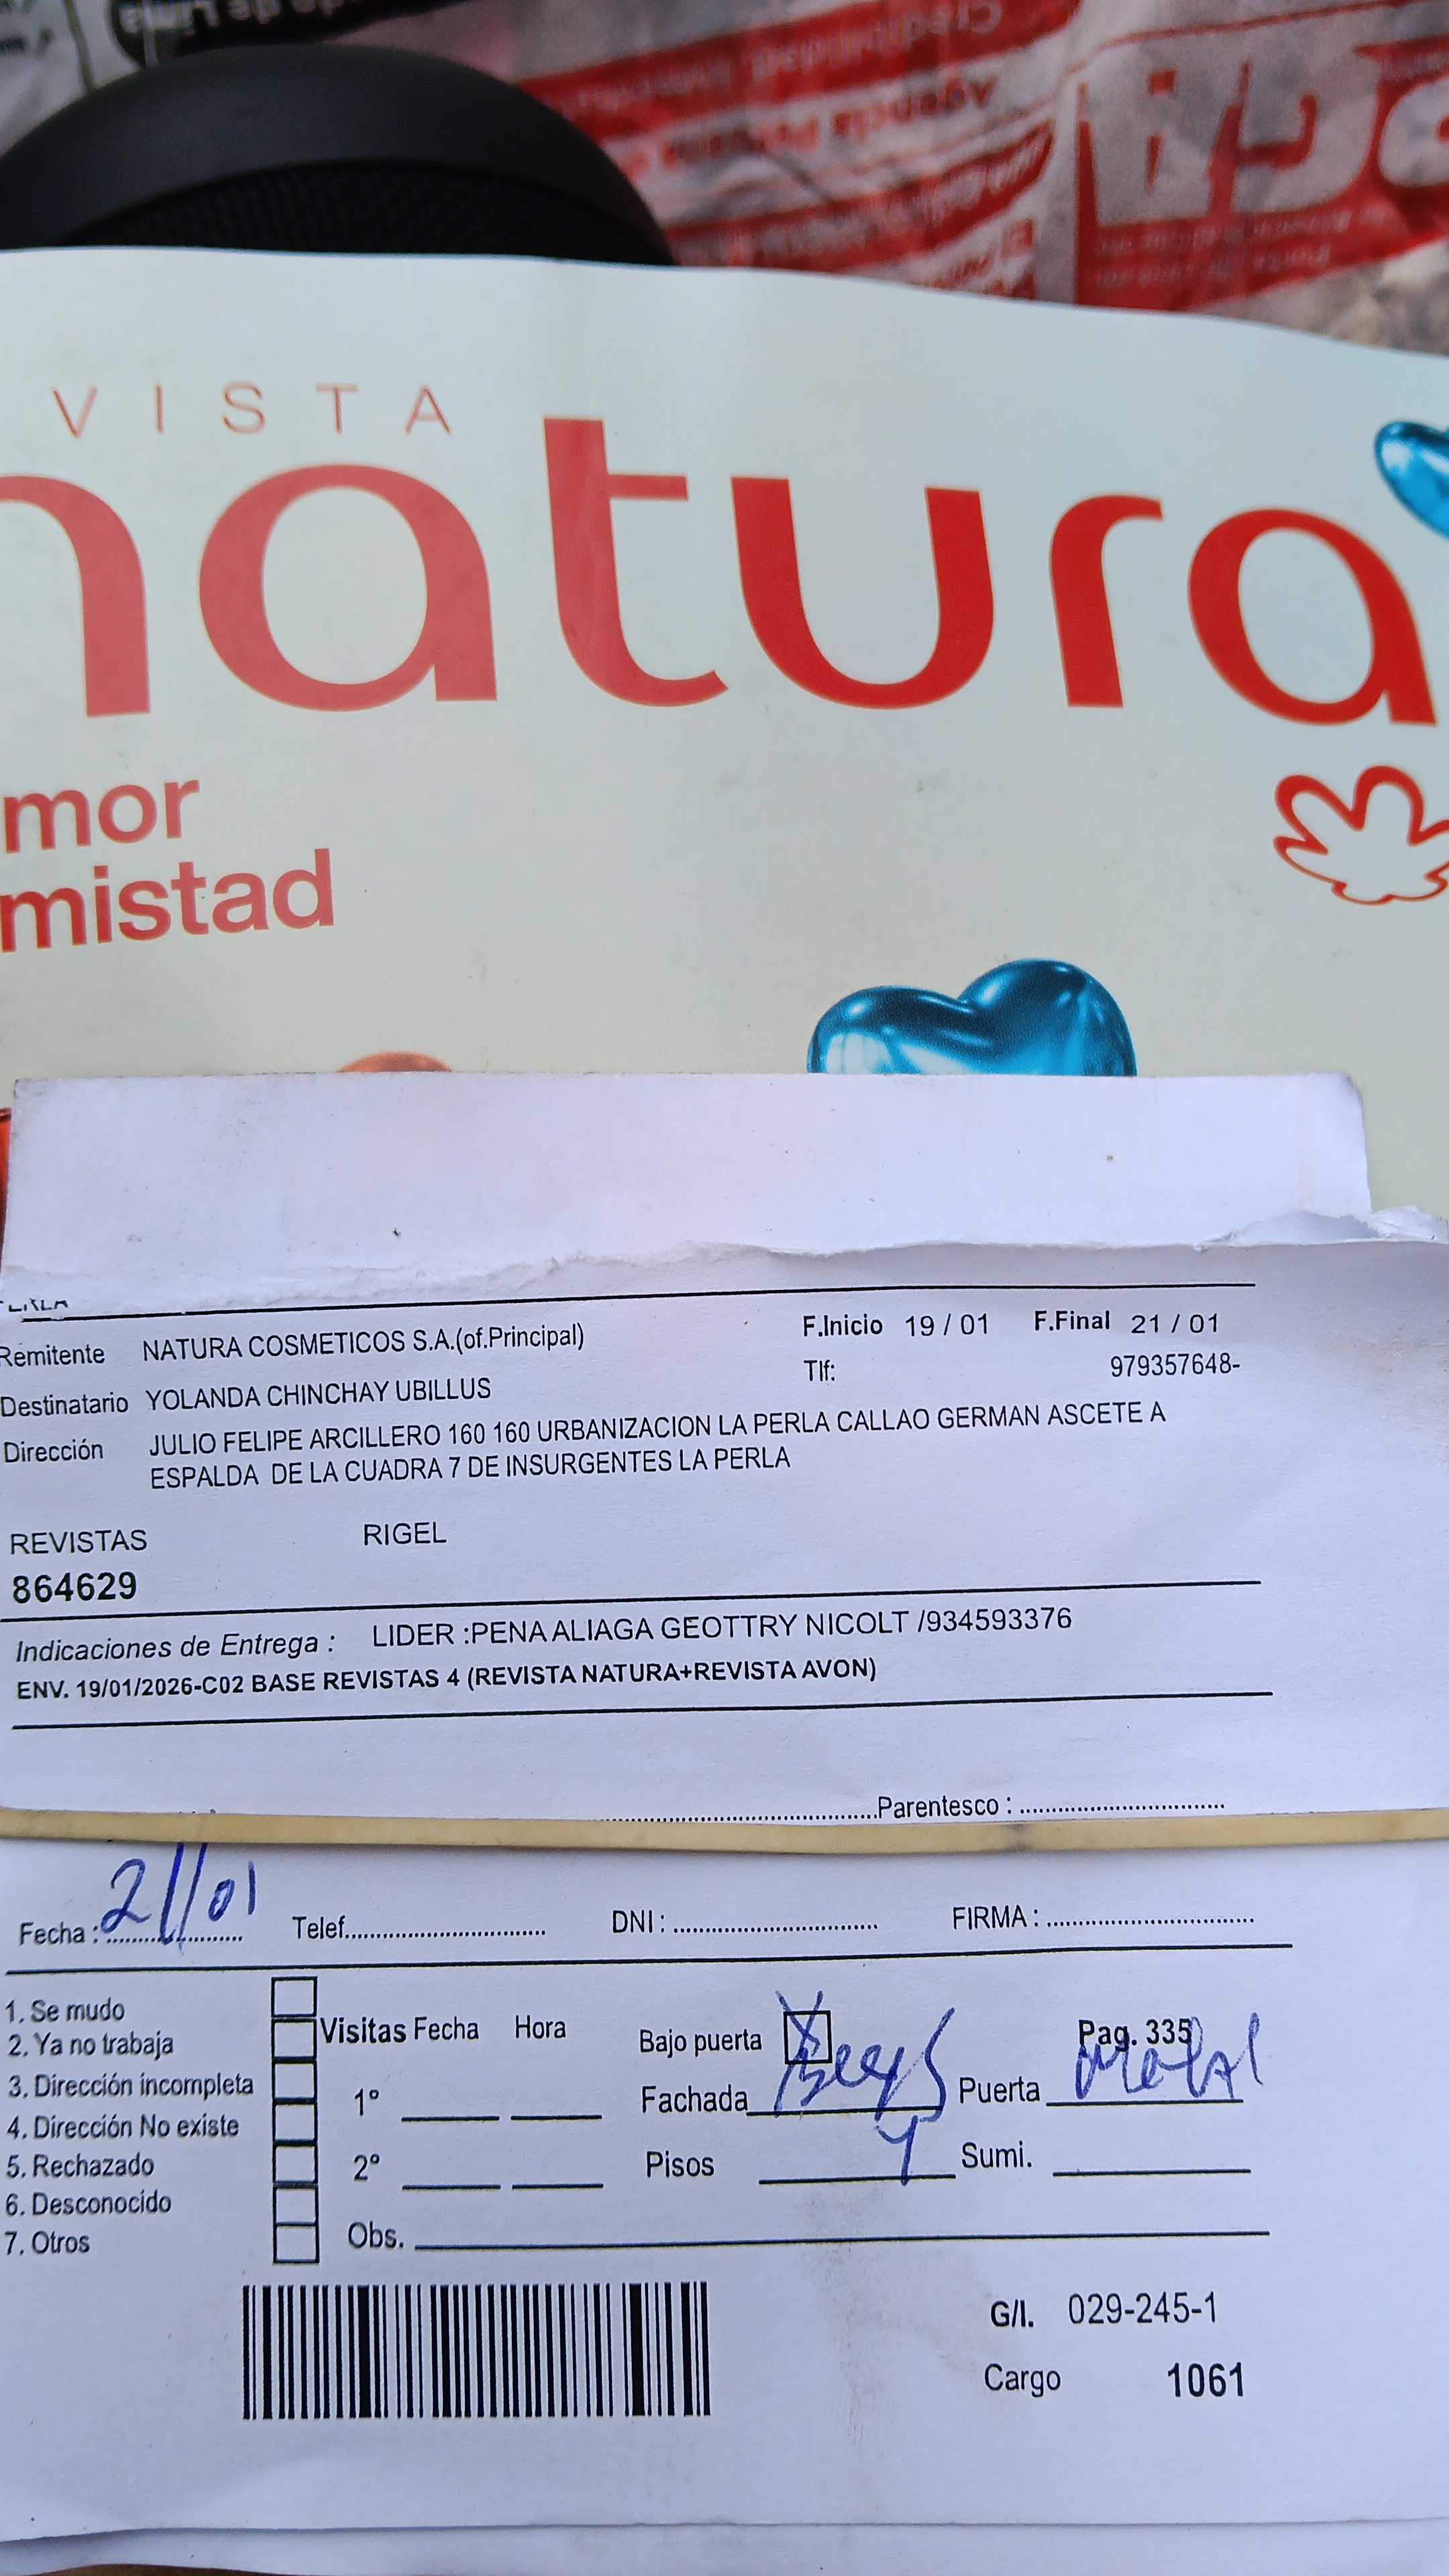 VISTA
natura
mor
mistad
Remitente NATURA COSMETICOS S.A.(of.Principal) F.Inicio 19 / 01 F.Final 21 / 01
Tlf: 979357648-
Destinatario YOLANDA CHINCHAY UBILLUS
Dirección JULIO FELIPE ARCILLERO 160 160 URBANIZACION LA PERLA CALLAO GERMAN ASCETE A
ESPALDA DE LA CUADRA 7 DE INSURGENTES LA PERLA
REVISTAS RIGEL
864629
Indicaciones de Entrega : LIDER :PENA ALIAGA GEOTTRY NICOLT /934593376
ENV. 19/01/2026-C02 BASE REVISTAS 4 (REVISTA NATURA+REVISTA AVON)
Parentesco :
Fecha : 21/01 Telef. DNI : FIRMA :
1. Se mudo
2. Ya no trabaja
3. Dirección incompleta
4. Dirección No existe
5. Rechazado
6. Desconocido
7. Otros
Visitas Fecha Hora
1°
2°
Obs.
Bajo puerta X Pag. 335
Fachada Puerta
Pisos Sumi.
G/I. 029-245-1
Cargo 1061